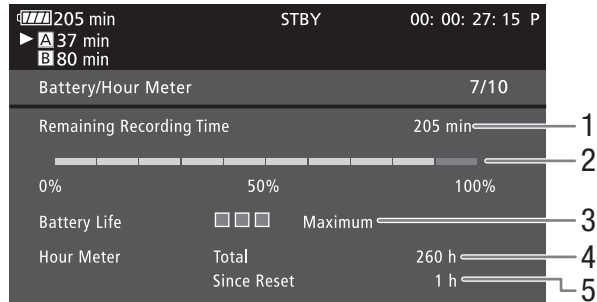 205 min STBY 00: 00: 27: 15 P
A 37 min
B 80 min
Battery/Hour Meter 7/10
Remaining Recording Time 205 min 1
2
0% 50% 100%
Battery Life Maximum 3
Hour Meter Total 260 h 4
Since Reset 1 h 5